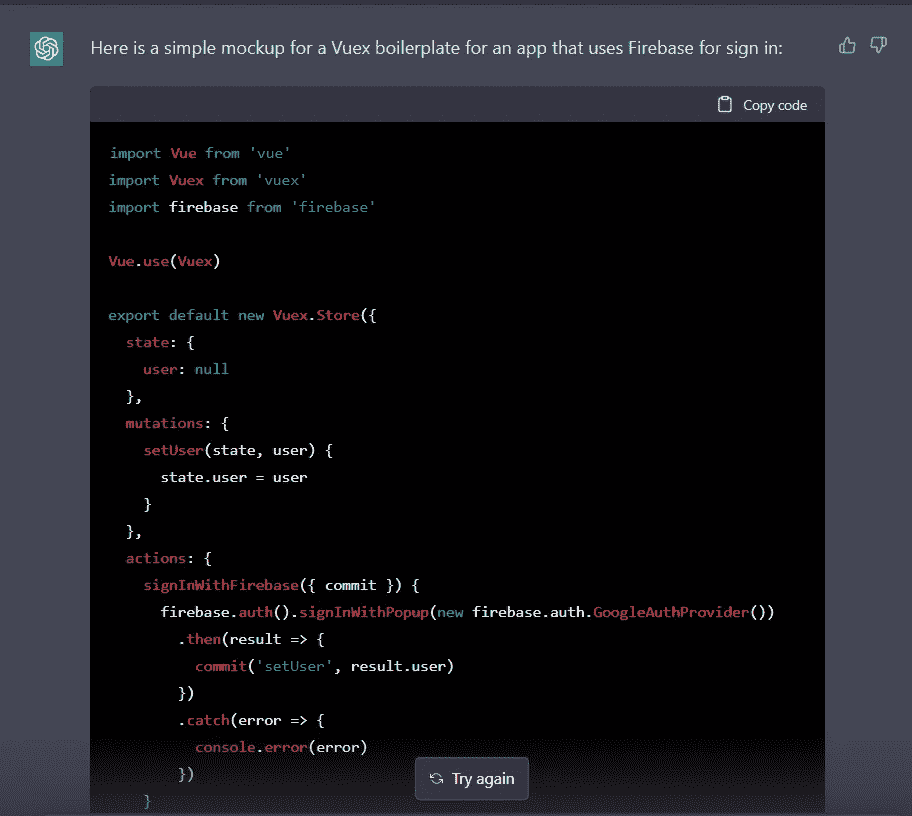 Here is a simple mockup for a Vuex boilerplate for an app that uses Firebase for sign in:
Copy code
import Vue from 'vue'
import Vuex from 'vuex'
import firebase from 'firebase'
Vue.use(Vuex)
export default new Vuex.Store({
  state: {
    user: null
  },
  mutations: {
    setUser(state, user) {
      state.user = user
    }
  },
  actions: {
    signInWithFirebase({ commit }) {
      firebase.auth().signInWithPopup(new firebase.auth.GoogleAuthProvider())
        .then(result => {
          commit('setUser', result.user)
        })
        .catch(error => {
          console.error(error)
        })
Try again
    }